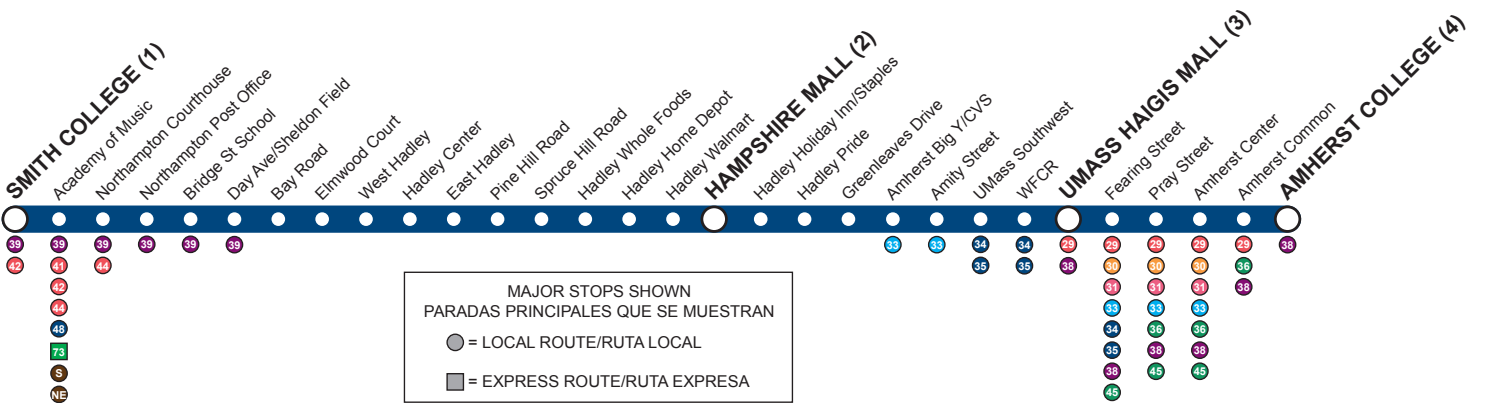 SMITH COLLEGE (1)
Academy of Music
Northampton Courthouse
Northampton Post Office
Bridge St School
Day Ave/Sheldon Field
Bay Road
Elmwood Court
West Hadley
Hadley Center
East Hadley
Pine Hill Road
Spruce Hill Road
Hadley Whole Foods
Hadley Home Depot
Hadley Walmart
HAMPSHIRE MALL (2)
Hadley Holiday Inn/Staples
Hadley Pride
Greenleaves Drive
Amherst Big Y/CVS
Amity Street
UMass Southwest
WFCR
UMASS HAIGIS MALL (3)
Fearing Street
Pray Street
Amherst Center
Amherst Common
AMHERST COLLEGE (4)
39 39 39 39 39 39 33 33 34 34 29 29 29 29 29 38
42 41 44 35 35 38 30 30 30 36
42 31 31 31 38
44 33 33 33
48 34 36 36
73 35 38 38
S 38 45 45
NE 45
MAJOR STOPS SHOWN
PARADAS PRINCIPALES QUE SE MUESTRAN
= LOCAL ROUTE/RUTA LOCAL
= EXPRESS ROUTE/RUTA EXPRESA